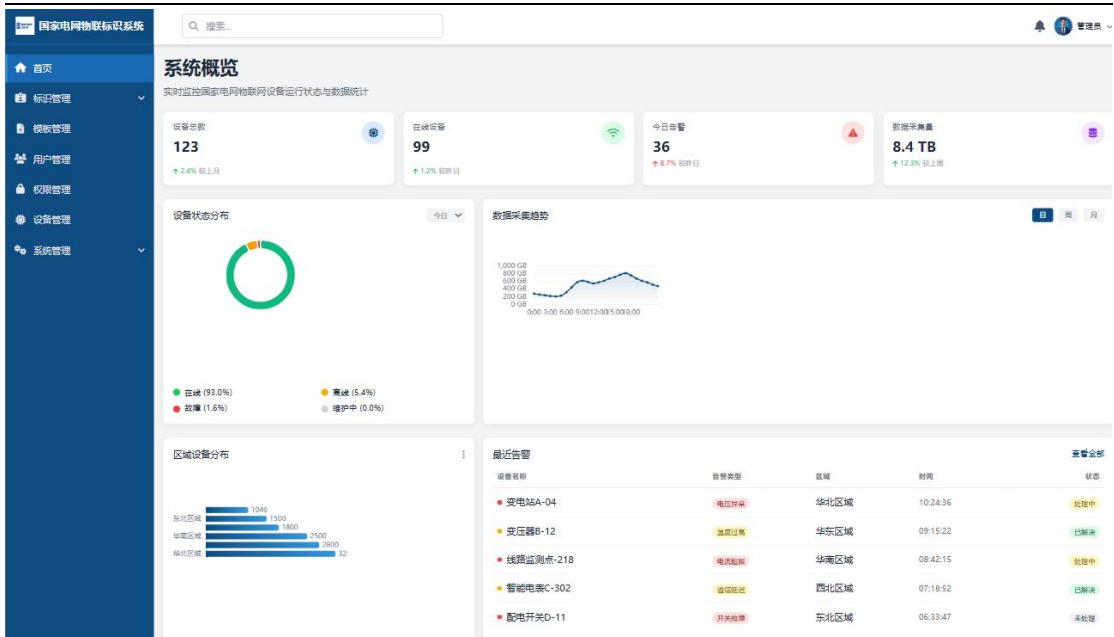 国家电网物联标识系统
搜索...
管理员
首页
标识管理
模板管理
用户管理
权限管理
设备管理
系统管理
系统概览
实时监控国家电网物联网设备运行状态与数据统计
设备总数
123
2.4% 较上月
在线设备
99
1.2% 较昨日
今日告警
36
8.7% 较昨日
数据采集量
8.4 TB
12.3% 较上周
设备状态分布
今日
在线 (93.0%)
离线 (5.4%)
故障 (1.6%)
维护中 (0.0%)
数据采集趋势
日 周 月
1,000 GB
800 GB
600 GB
400 GB
200 GB
0 GB
0:00 3:00 6:00 9:00 12:00 15:00 18:00
区域设备分布
1046
东北区域 1500
1800
华南区域 2500
2800
华北区域 32
最近告警
查看全部
设备名称 告警类型 区域 时间 状态
变电站A-04 电压异常 华北区域 10:24:36 处理中
变压器B-12 温度过高 华东区域 09:15:22 已解决
线路监测点-218 电流超限 华南区域 08:42:15 处理中
智能电表C-302 通信延迟 西北区域 07:18:52 已解决
配电开关D-11 开关故障 东北区域 06:33:47 未处理